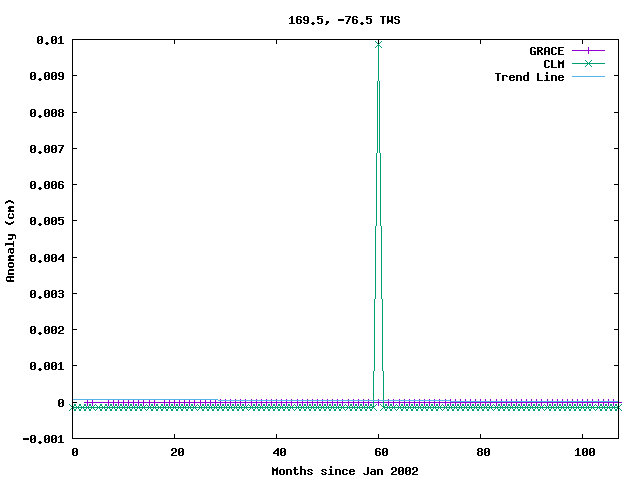 169.5, -76.5 TWS
GRACE
CLM
Trend Line
0.01
0.009
0.008
0.007
0.006
0.005
0.004
0.003
0.002
0.001
0
-0.001
Anomaly (cm)
0 20 40 60 80 100
Months since Jan 2002